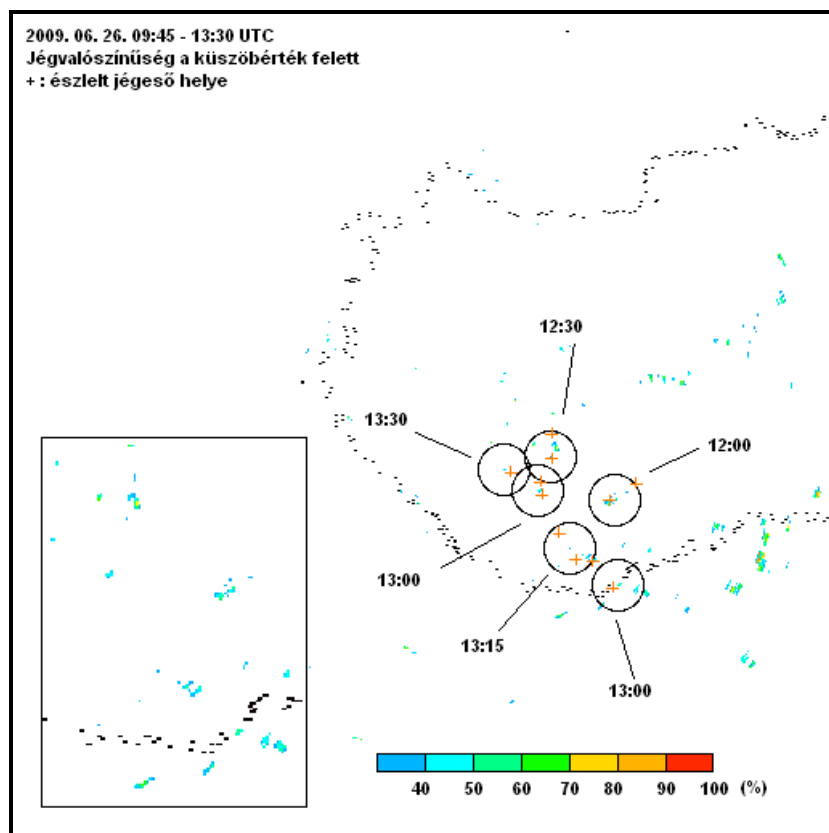 2009. 06. 26. 09:45 - 13:30 UTC
Jégvalószínűség a küszöbérték felett
+ : észlelt jégeső helye
12:30
13:30
12:00
13:00
13:15
13:00
40 50 60 70 80 90 100 (%)